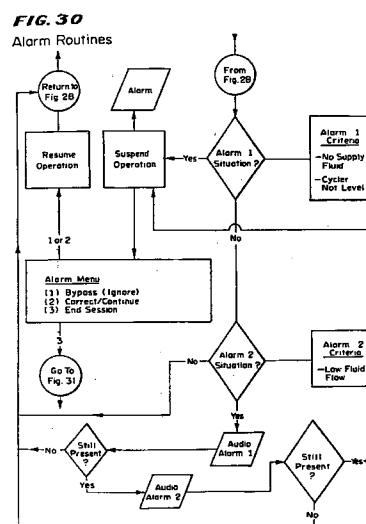 FIG. 30
Alarm Routines
Return to
Fig 28
Alarm
From
Fig. 28
Resume
Operation
Suspend
Operation
Yes
Alarm 1
Situation ?
Alarm 1
Criteria
-No Supply
Fluid
-Cycler
Not Level
1 or 2
No
Alarm Menu
(1) Bypass (Ignore)
(2) Correct/Continue
(3) End Session
3
Go To
Fig. 31
No
Alarm 2
Situation ?
Alarm 2
Criteria
-Low Fluid
Flow
Yes
No
Still
Present
?
Audio
Alarm 1
Yes
Audio
Alarm 2
Still
Present
?
Yes
No